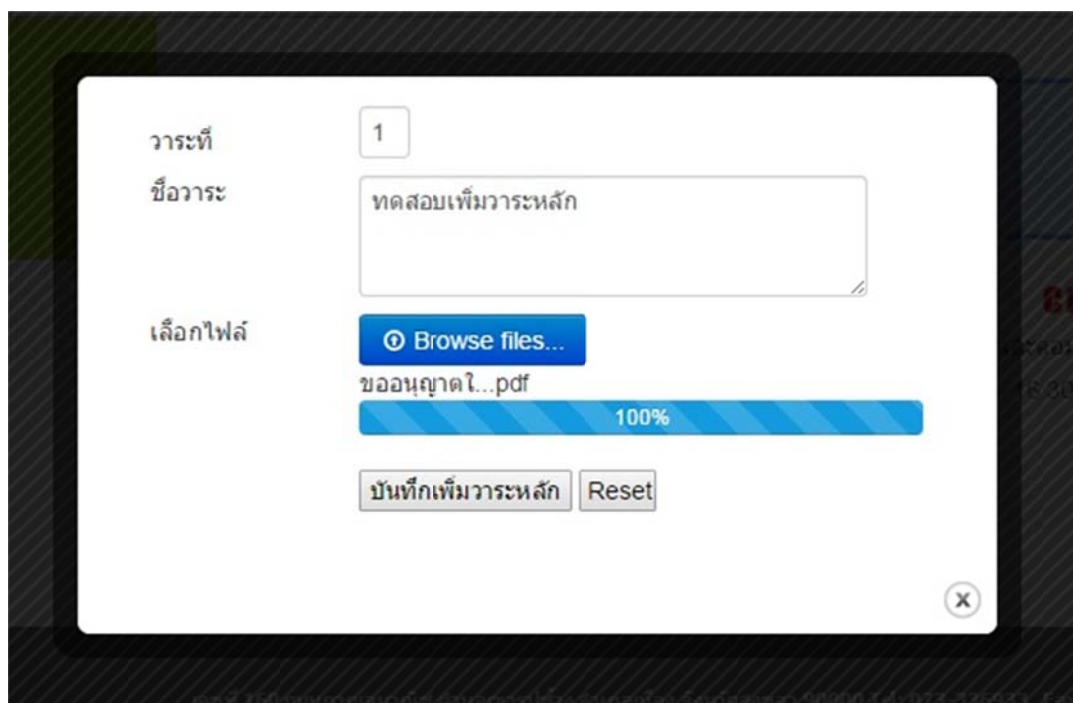 วาระที่
1
ชื่อวาระ
ทดสอบเพิ่มวาระหลัก
เลือกไฟล์
Browse files...
ขออนุญาตใ...pdf
100%
บันทึกเพิ่มวาระหลัก
Reset
x